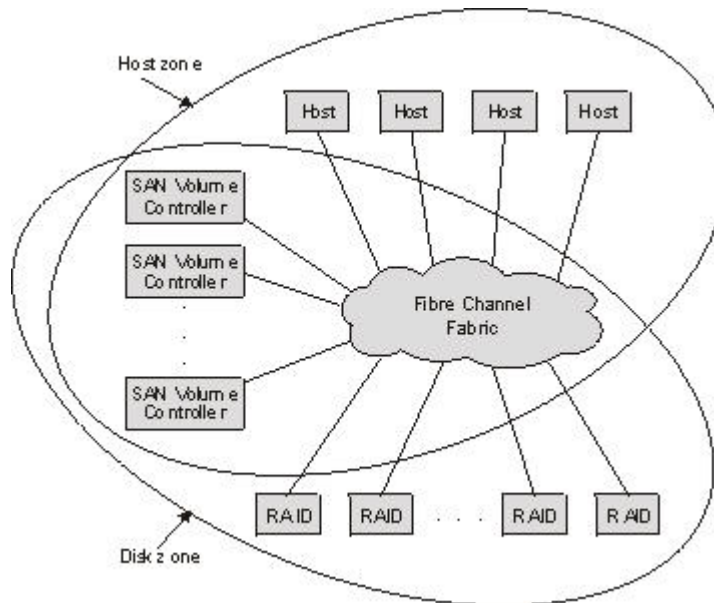 Host zone
Host
Host
Host
Host
SAN Volume
Controller
SAN Volume
Controller
.
.
.
SAN Volume
Controller
Fibre Channel
Fabric
RAID
RAID
. . .
RAID
RAID
Disk zone